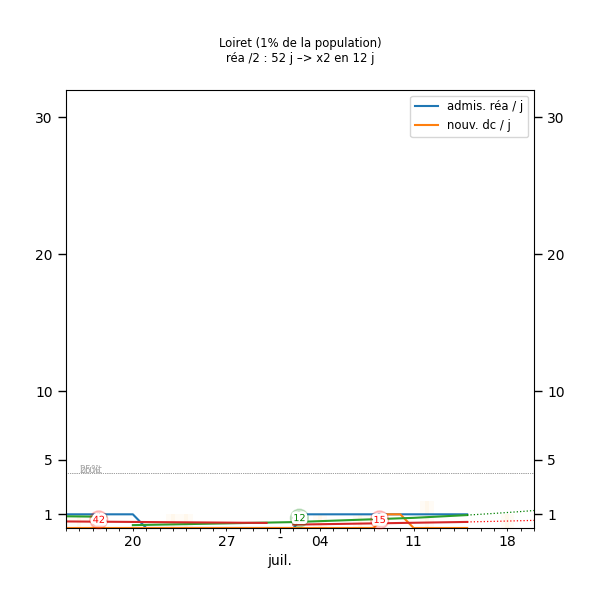 Loiret (1% de la population)
réa /2 : 52 j –> x2 en 12 j
admis. réa / j
nouv. dc / j
30 30
20 20
10 10
5 5
1 1
42 12 15
20 27 - 04 11 18
juil.